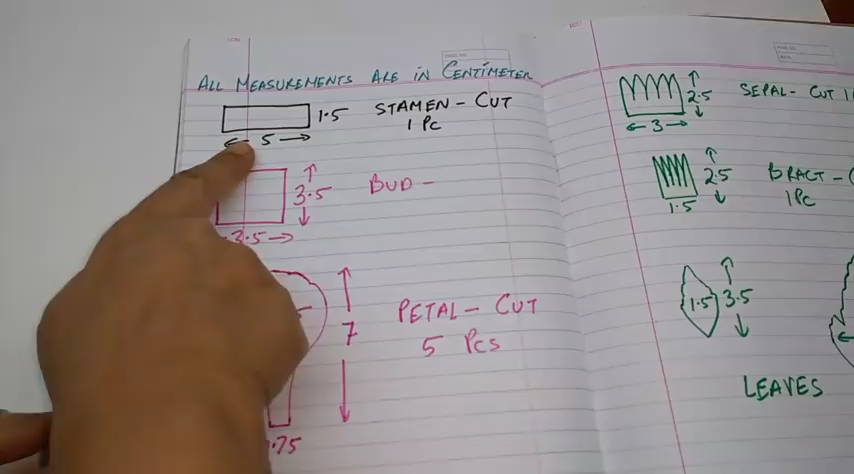 ALL MEASUREMENTS ARE IN CENTIMETER
1.5
STAMEN - CUT
1 PC
5
3.5
BUD -
3.5
7
PETAL - CUT
5 PCS
.75
2.5
SEPAL - CUT
3
2.5
BRACT -
1 PC
1.5
1.5
3.5
LEAVES